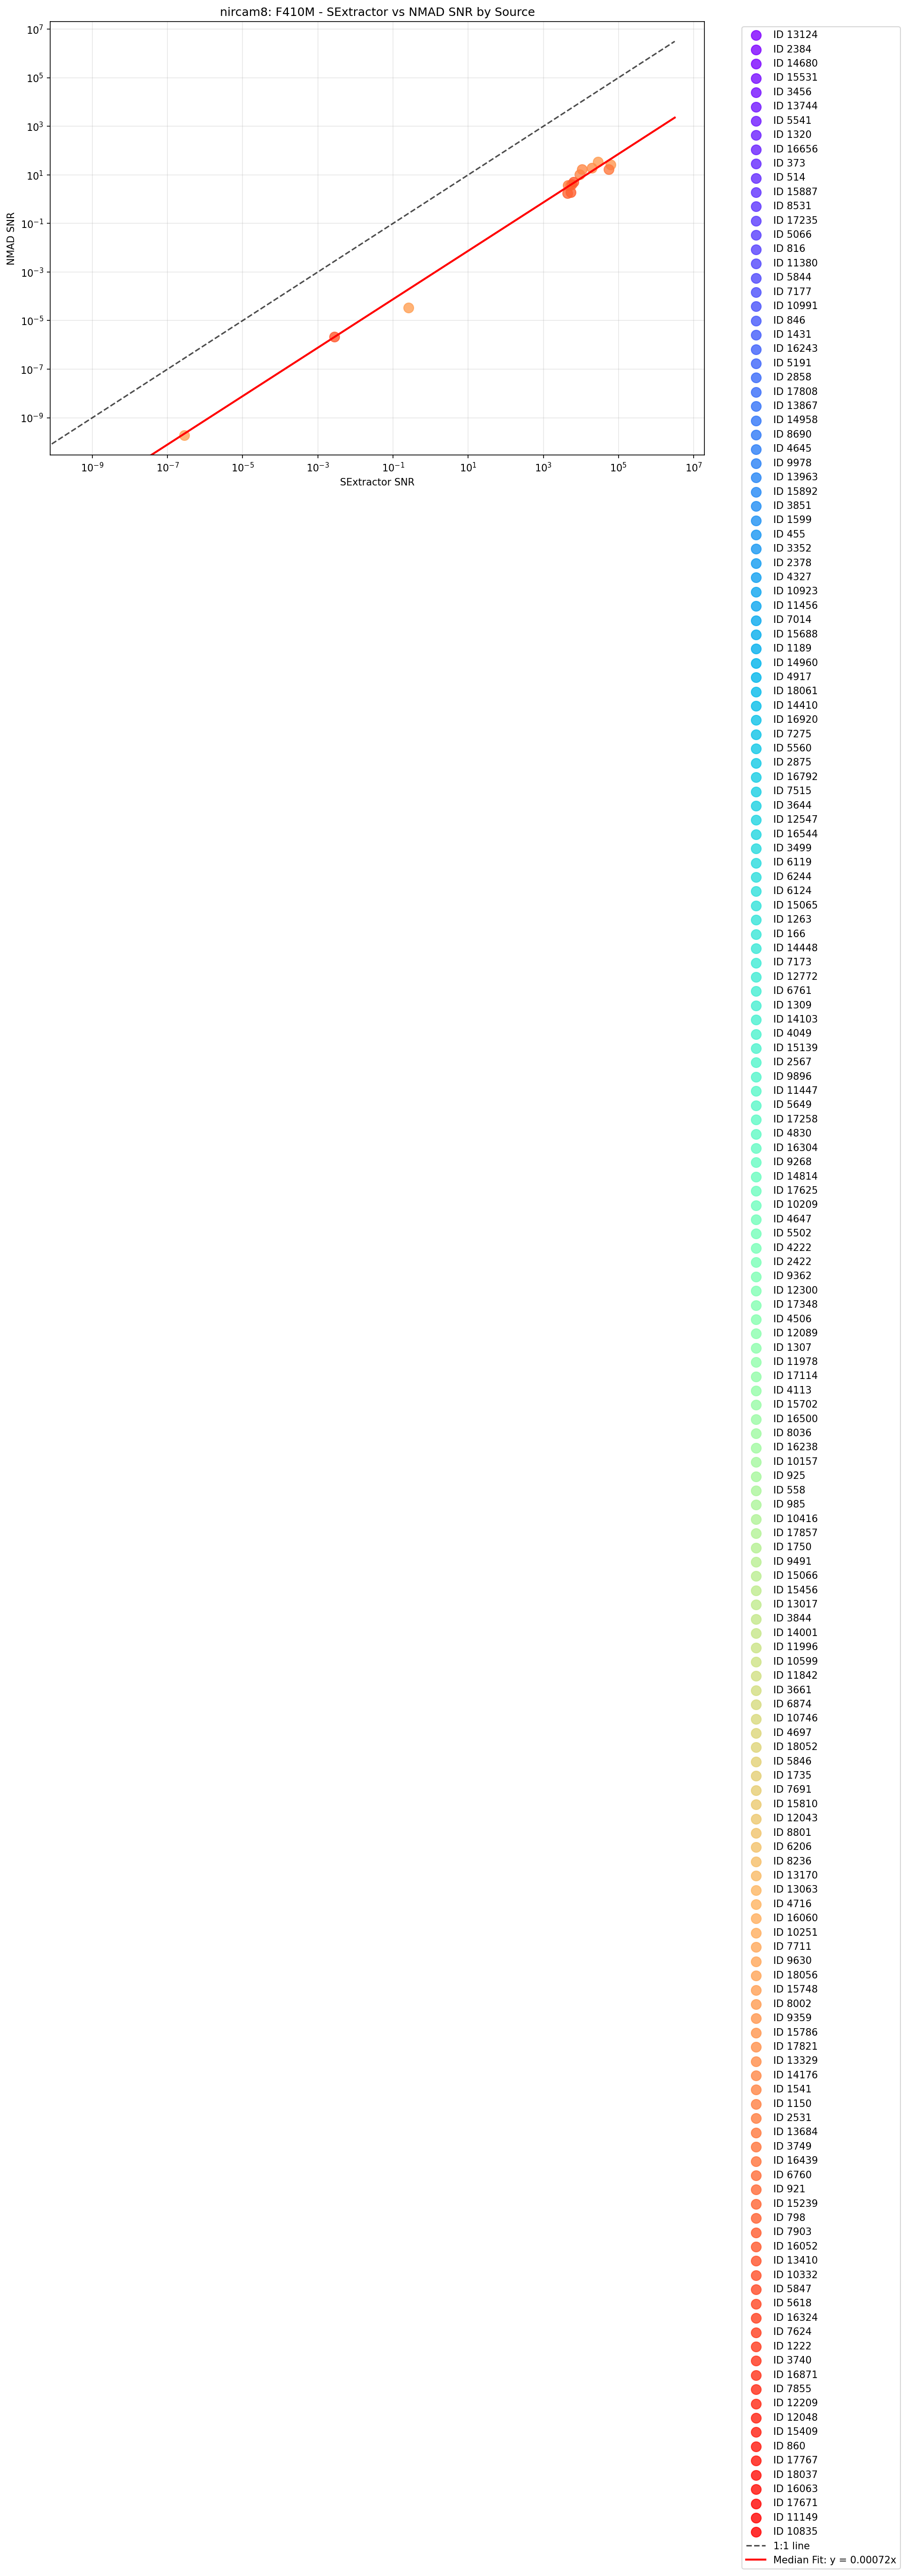 nircam8: F410M - SExtractor vs NMAD SNR by Source
NMAD SNR
10⁷
10⁵
10³
10¹
10⁻¹
10⁻³
10⁻⁵
10⁻⁷
10⁻⁹
10⁻⁹
10⁻⁷
10⁻⁵
10⁻³
10⁻¹
10¹
10³
10⁵
10⁷
SExtractor SNR
ID 13124
ID 2384
ID 14680
ID 15531
ID 3456
ID 13744
ID 5541
ID 1320
ID 16656
ID 373
ID 514
ID 15887
ID 8531
ID 17235
ID 5066
ID 816
ID 11380
ID 5844
ID 7177
ID 10991
ID 846
ID 1431
ID 16243
ID 5191
ID 2858
ID 17808
ID 13867
ID 14958
ID 8690
ID 4645
ID 9978
ID 13963
ID 15892
ID 3851
ID 1599
ID 455
ID 3352
ID 2378
ID 4327
ID 10923
ID 11456
ID 7014
ID 15688
ID 1189
ID 14960
ID 4917
ID 18061
ID 14410
ID 16920
ID 7275
ID 5560
ID 2875
ID 16792
ID 7515
ID 3644
ID 12547
ID 16544
ID 3499
ID 6119
ID 6244
ID 6124
ID 15065
ID 1263
ID 166
ID 14448
ID 7173
ID 12772
ID 6761
ID 1309
ID 14103
ID 4049
ID 15139
ID 2567
ID 9896
ID 11447
ID 5649
ID 17258
ID 4830
ID 16304
ID 9268
ID 14814
ID 17625
ID 10209
ID 4647
ID 5502
ID 4222
ID 2422
ID 9362
ID 12300
ID 17348
ID 4506
ID 12089
ID 1307
ID 11978
ID 17114
ID 4113
ID 15702
ID 16500
ID 8036
ID 16238
ID 10157
ID 925
ID 558
ID 985
ID 10416
ID 17857
ID 1750
ID 9491
ID 15066
ID 15456
ID 13017
ID 3844
ID 14001
ID 11996
ID 10599
ID 11842
ID 3661
ID 6874
ID 10746
ID 4697
ID 18052
ID 5846
ID 1735
ID 7691
ID 15810
ID 12043
ID 8801
ID 6206
ID 8236
ID 13170
ID 13063
ID 4716
ID 16060
ID 10251
ID 7711
ID 9630
ID 18056
ID 15748
ID 8002
ID 9359
ID 15786
ID 17821
ID 13329
ID 14176
ID 1541
ID 1150
ID 2531
ID 13684
ID 3749
ID 16439
ID 6760
ID 921
ID 15239
ID 798
ID 7903
ID 16052
ID 13410
ID 10332
ID 5847
ID 5618
ID 16324
ID 7624
ID 1222
ID 3740
ID 16871
ID 7855
ID 12209
ID 12048
ID 15409
ID 860
ID 17767
ID 18037
ID 16063
ID 17671
ID 11149
ID 10835
1:1 line
Median Fit: y = 0.00072x